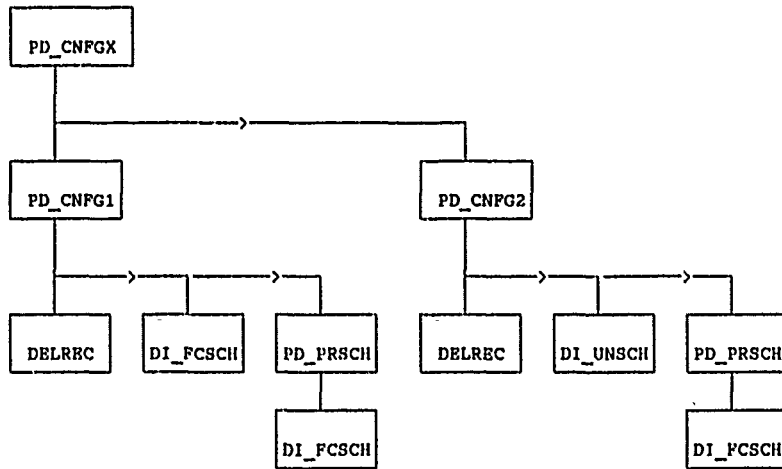 PD_CNFGX
PD_CNFG1 PD_CNFG2
DELREC DI_FCSCH PD_PRSCH DELREC DI_UNSCH PD_PRSCH
DI_FCSCH DI_FCSCH